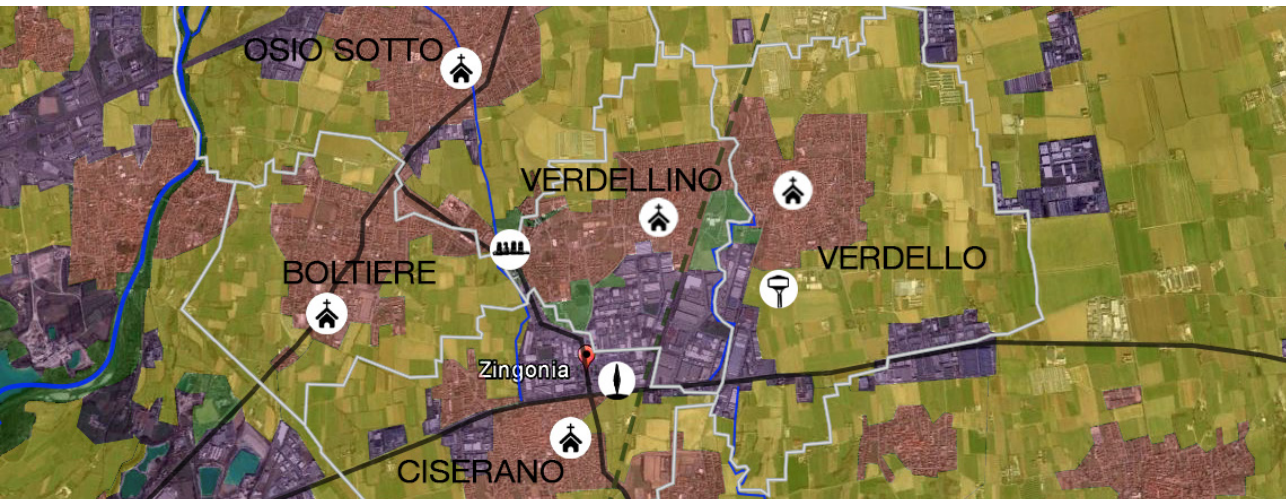 OSIO SOTTO
VERDELLINO
VERDELLO
BOLTIERE
Zingonia
CISERANO